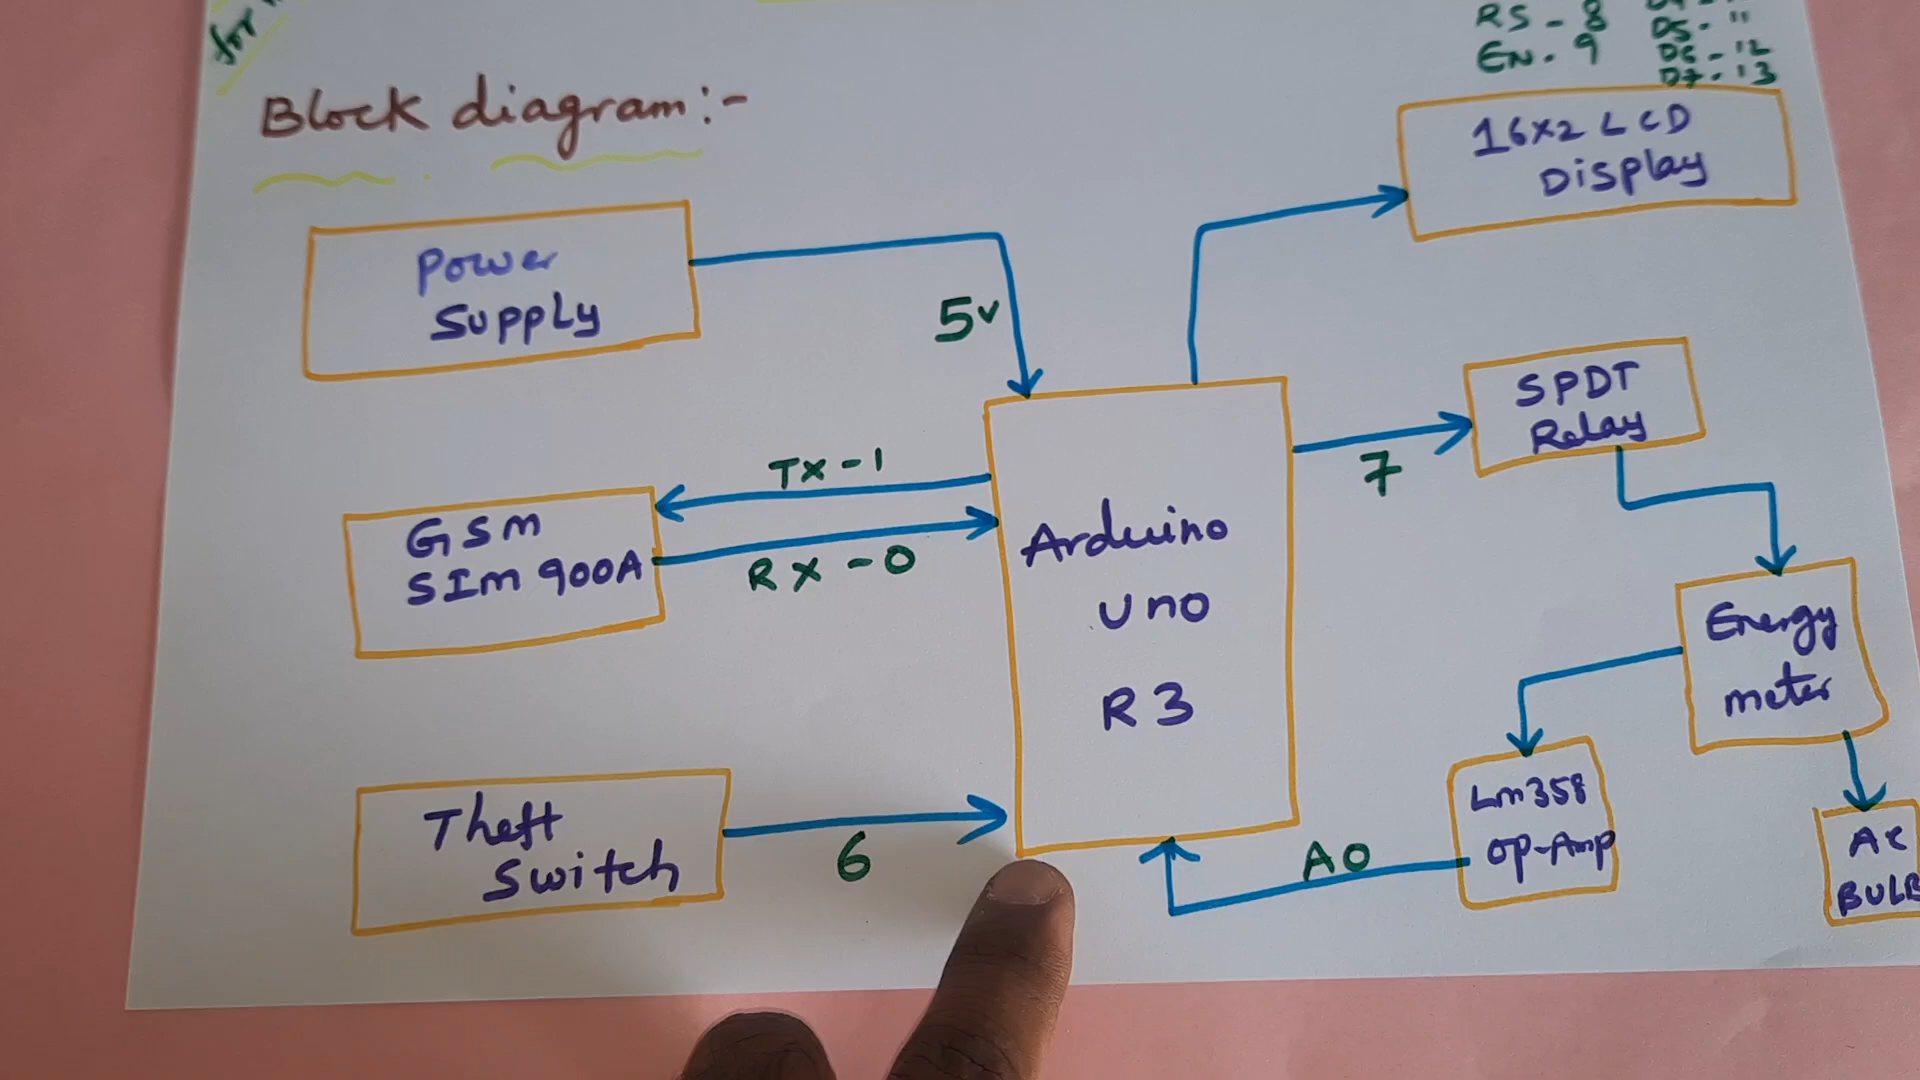 for
RS - 8
EN - 9
D5 - 11
D6 - 12
D7 - 13
Block diagram:-
16x2 LCD
Display
Power
Supply
5v
SPDT
Relay
7
TX-1
GSM
SIM 900A
RX-0
Arduino
Uno
R3
Energy
meter
Theft
Switch
6
Lm358
OP-Amp
A0
AC
BULB